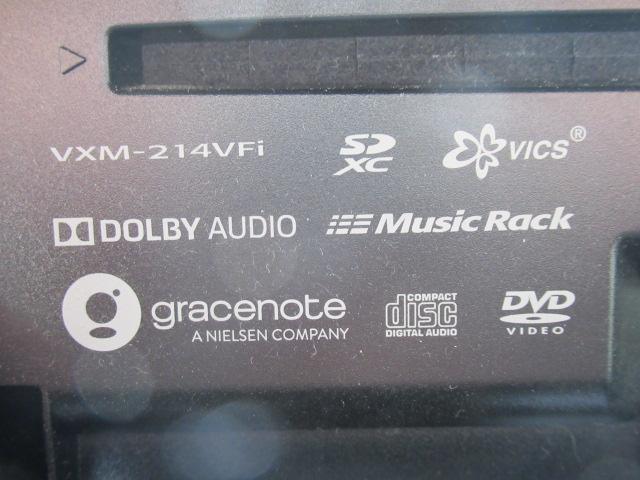 VXM-214VFi
SD XC
VICS®
DOLBY AUDIO
Music Rack
gracenote
A NIELSEN COMPANY
COMPACT
disc
DIGITAL AUDIO
DVD
VIDEO